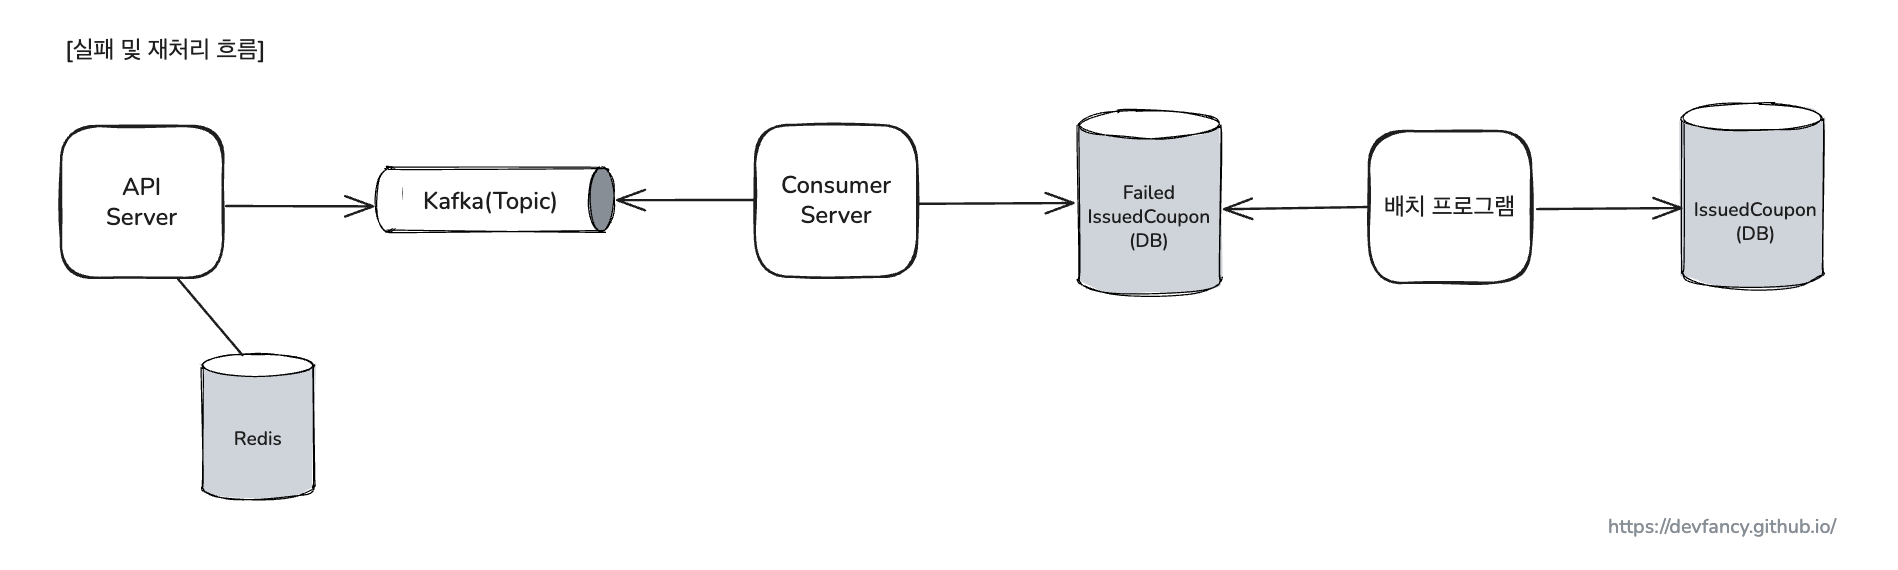 [실패 및 재처리 흐름]
API
Server
Kafka(Topic)
Consumer
Server
Failed
IssuedCoupon
(DB)
배치 프로그램
IssuedCoupon
(DB)
Redis
https://devfancy.github.io/